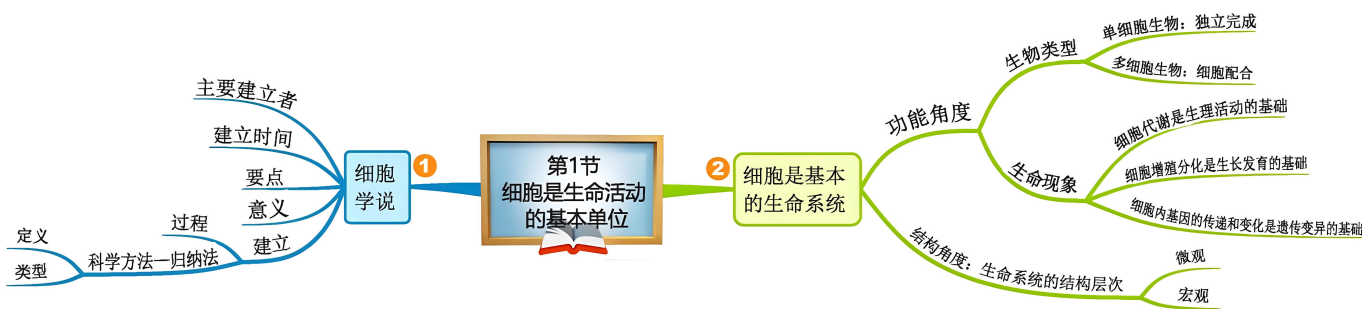 第1节
细胞是生命活动
的基本单位
1
细胞
学说
主要建立者
建立时间
要点
意义
建立
过程
科学方法—归纳法
定义
类型
2
细胞是基本
的生命系统
功能角度
生物类型
单细胞生物：独立完成
多细胞生物：细胞配合
生命现象
细胞代谢是生理活动的基础
细胞增殖分化是生长发育的基础
细胞内基因的传递和变化是遗传变异的基础
结构角度：生命系统的结构层次
微观
宏观